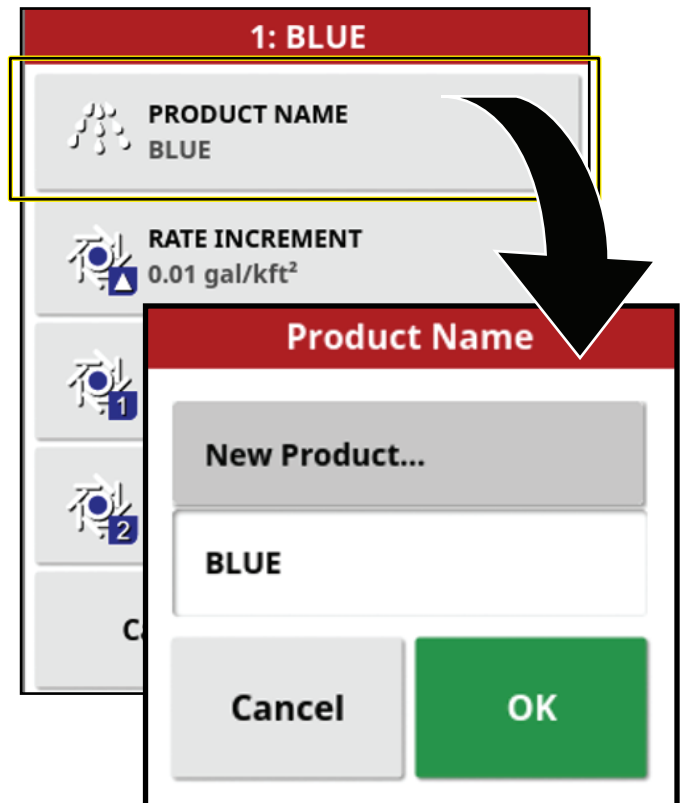 1: BLUE
PRODUCT NAME
BLUE
RATE INCREMENT
0.01 gal/kft²
1
2
Product Name
New Product...
BLUE
Cancel
OK